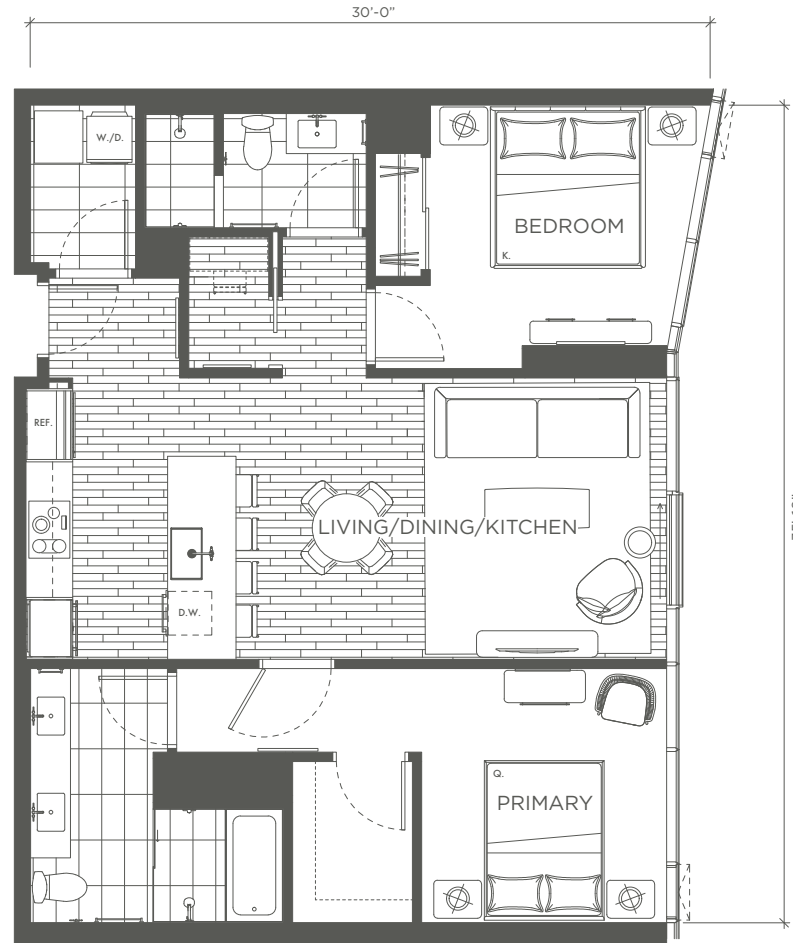 30'-0"
W./D.
BEDROOM
K.
REF.
LIVING/DINING/KITCHEN
D.W.
Q.
PRIMARY